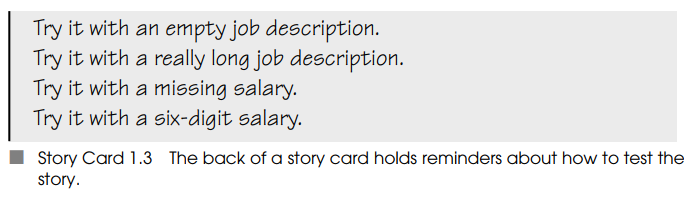 Try it with an empty job description.
Try it with a really long job description.
Try it with a missing salary.
Try it with a six-digit salary.
Story Card 1.3 The back of a story card holds reminders about how to test the
story.